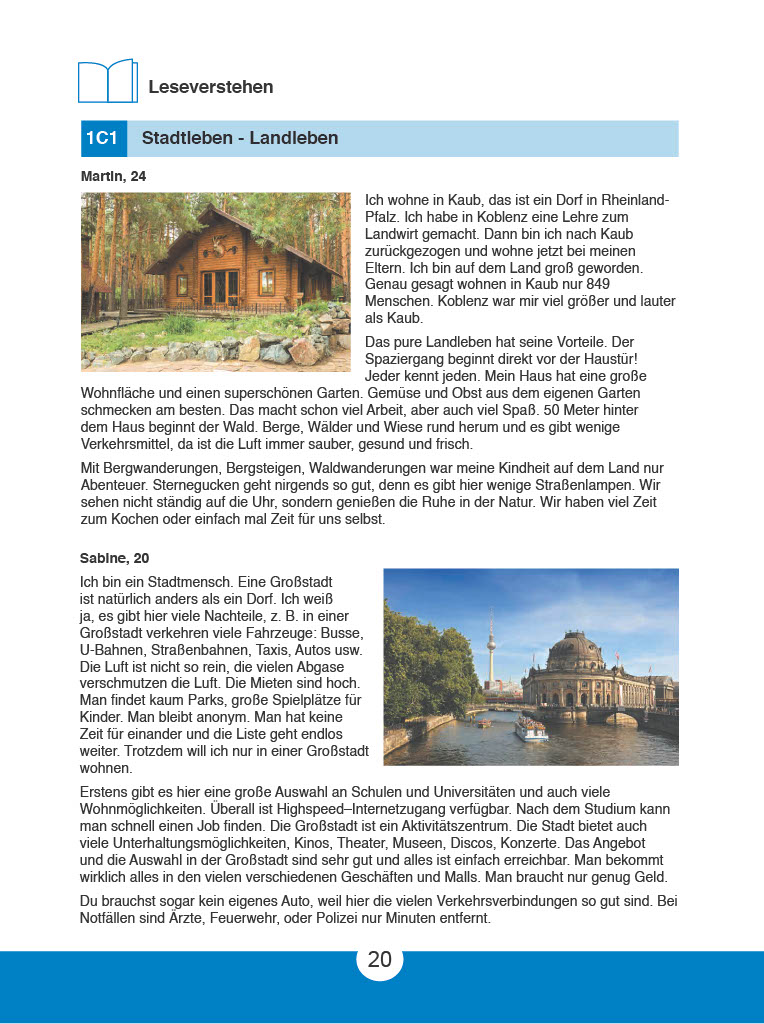 Leseverstehen
1C1 Stadtleben - Landleben
Martin, 24
Ich wohne in Kaub, das ist ein Dorf in Rheinland-
Pfalz. Ich habe in Koblenz eine Lehre zum
Landwirt gemacht. Dann bin ich nach Kaub
zurückgezogen und wohne jetzt bei meinen
Eltern. Ich bin auf dem Land groß geworden.
Genau gesagt wohnen in Kaub nur 849
Menschen. Koblenz war mir viel größer und lauter
als Kaub.
Das pure Landleben hat seine Vorteile. Der
Spaziergang beginnt direkt vor der Haustür!
Jeder kennt jeden. Mein Haus hat eine große
Wohnfläche und einen superschönen Garten. Gemüse und Obst aus dem eigenen Garten
schmecken am besten. Das macht schon viel Arbeit, aber auch viel Spaß. 50 Meter hinter
dem Haus beginnt der Wald. Berge, Wälder und Wiese rund herum und es gibt wenige
Verkehrsmittel, da ist die Luft immer sauber, gesund und frisch.
Mit Bergwanderungen, Bergsteigen, Waldwanderungen war meine Kindheit auf dem Land nur
Abenteuer. Sternegucken geht nirgends so gut, denn es gibt hier wenige Straßenlampen. Wir
sehen nicht ständig auf die Uhr, sondern genießen die Ruhe in der Natur. Wir haben viel Zeit
zum Kochen oder einfach mal Zeit für uns selbst.
Sabine, 20
Ich bin ein Stadtmensch. Eine Großstadt
ist natürlich anders als ein Dorf. Ich weiß
ja, es gibt hier viele Nachteile, z. B. in einer
Großstadt verkehren viele Fahrzeuge: Busse,
U-Bahnen, Straßenbahnen, Taxis, Autos usw.
Die Luft ist nicht so rein, die vielen Abgase
verschmutzen die Luft. Die Mieten sind hoch.
Man findet kaum Parks, große Spielplätze für
Kinder. Man bleibt anonym. Man hat keine
Zeit für einander und die Liste geht endlos
weiter. Trotzdem will ich nur in einer Großstadt
wohnen.
Erstens gibt es hier eine große Auswahl an Schulen und Universitäten und auch viele
Wohnmöglichkeiten. Überall ist Highspeed–Internetzugang verfügbar. Nach dem Studium kann
man schnell einen Job finden. Die Großstadt ist ein Aktivitätszentrum. Die Stadt bietet auch
viele Unterhaltungsmöglichkeiten, Kinos, Theater, Museen, Discos, Konzerte. Das Angebot
und die Auswahl in der Großstadt sind sehr gut und alles ist einfach erreichbar. Man bekommt
wirklich alles in den vielen verschiedenen Geschäften und Malls. Man braucht nur genug Geld.
Du brauchst sogar kein eigenes Auto, weil hier die vielen Verkehrsverbindungen so gut sind. Bei
Notfällen sind Ärzte, Feuerwehr, oder Polizei nur Minuten entfernt.
20